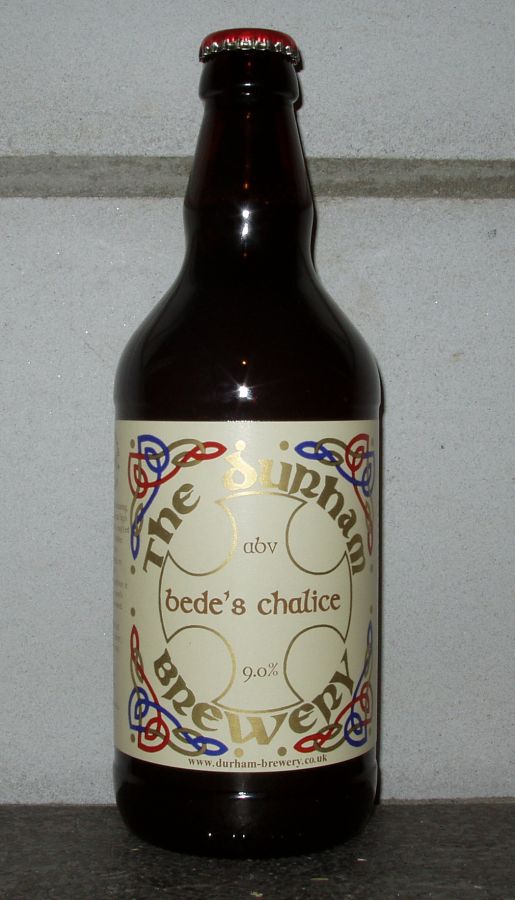 The Durham
abv
bede's chalice
9.0%
Brewery
www.durham-brewery.co.uk